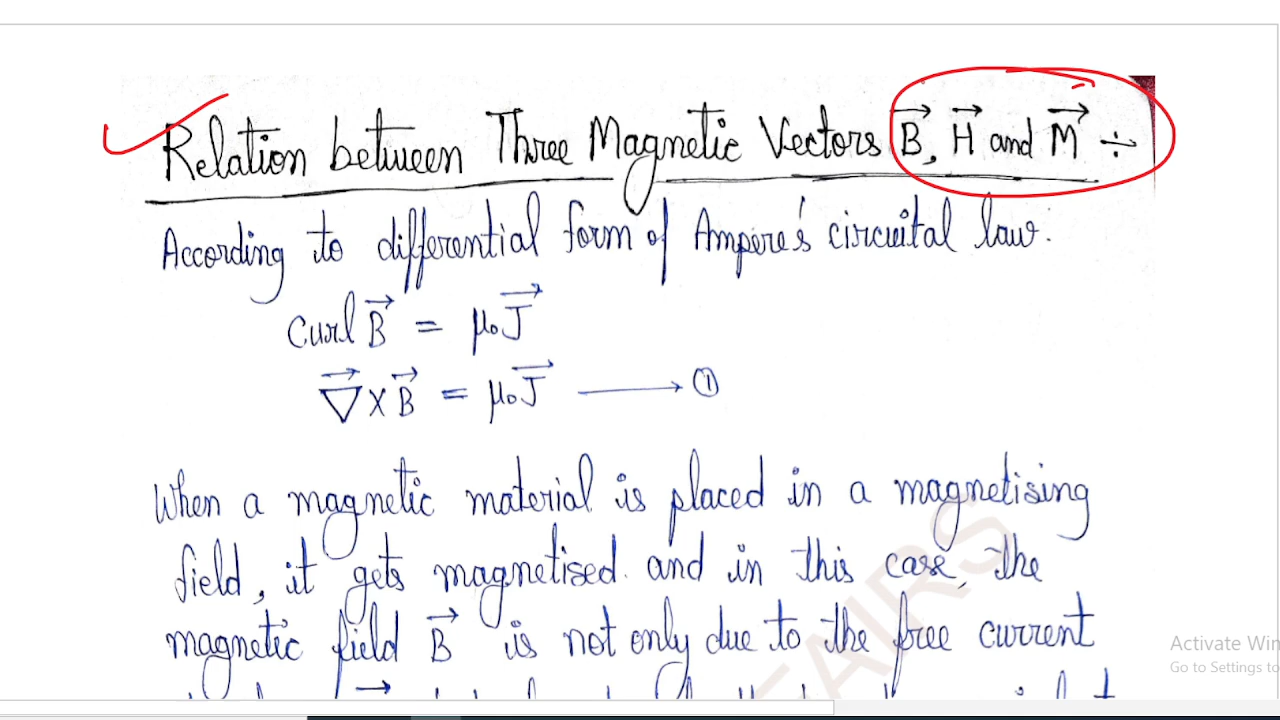 Relation between Three Magnetic Vectors B⃗, H⃗ and M⃗ ÷
According to differential form of Ampere's circuital law.
Curl B⃗ = μ₀J⃗
∇⃗ × B⃗ = μ₀J⃗ ⟶ ①
When a magnetic material is placed in a magnetising
field, it gets magnetised. and in this case, the
magnetic field B⃗ is not only due to the free current
Activate Win
Go to Settings to